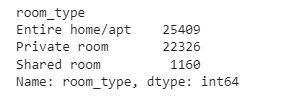 room_type
Entire home/apt    25409
Private room       22326
Shared room         1160
Name: room_type, dtype: int64